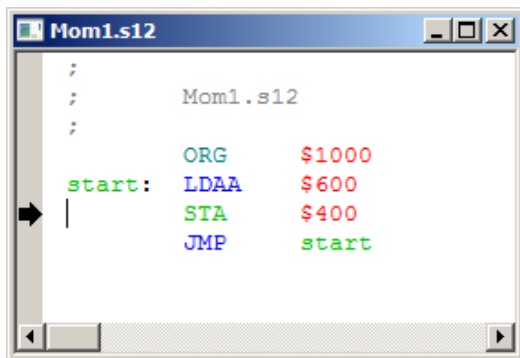 Mom1.s12
;
; Mom1.s12
;
ORG $1000
start: LDAA $600
STA $400
JMP start